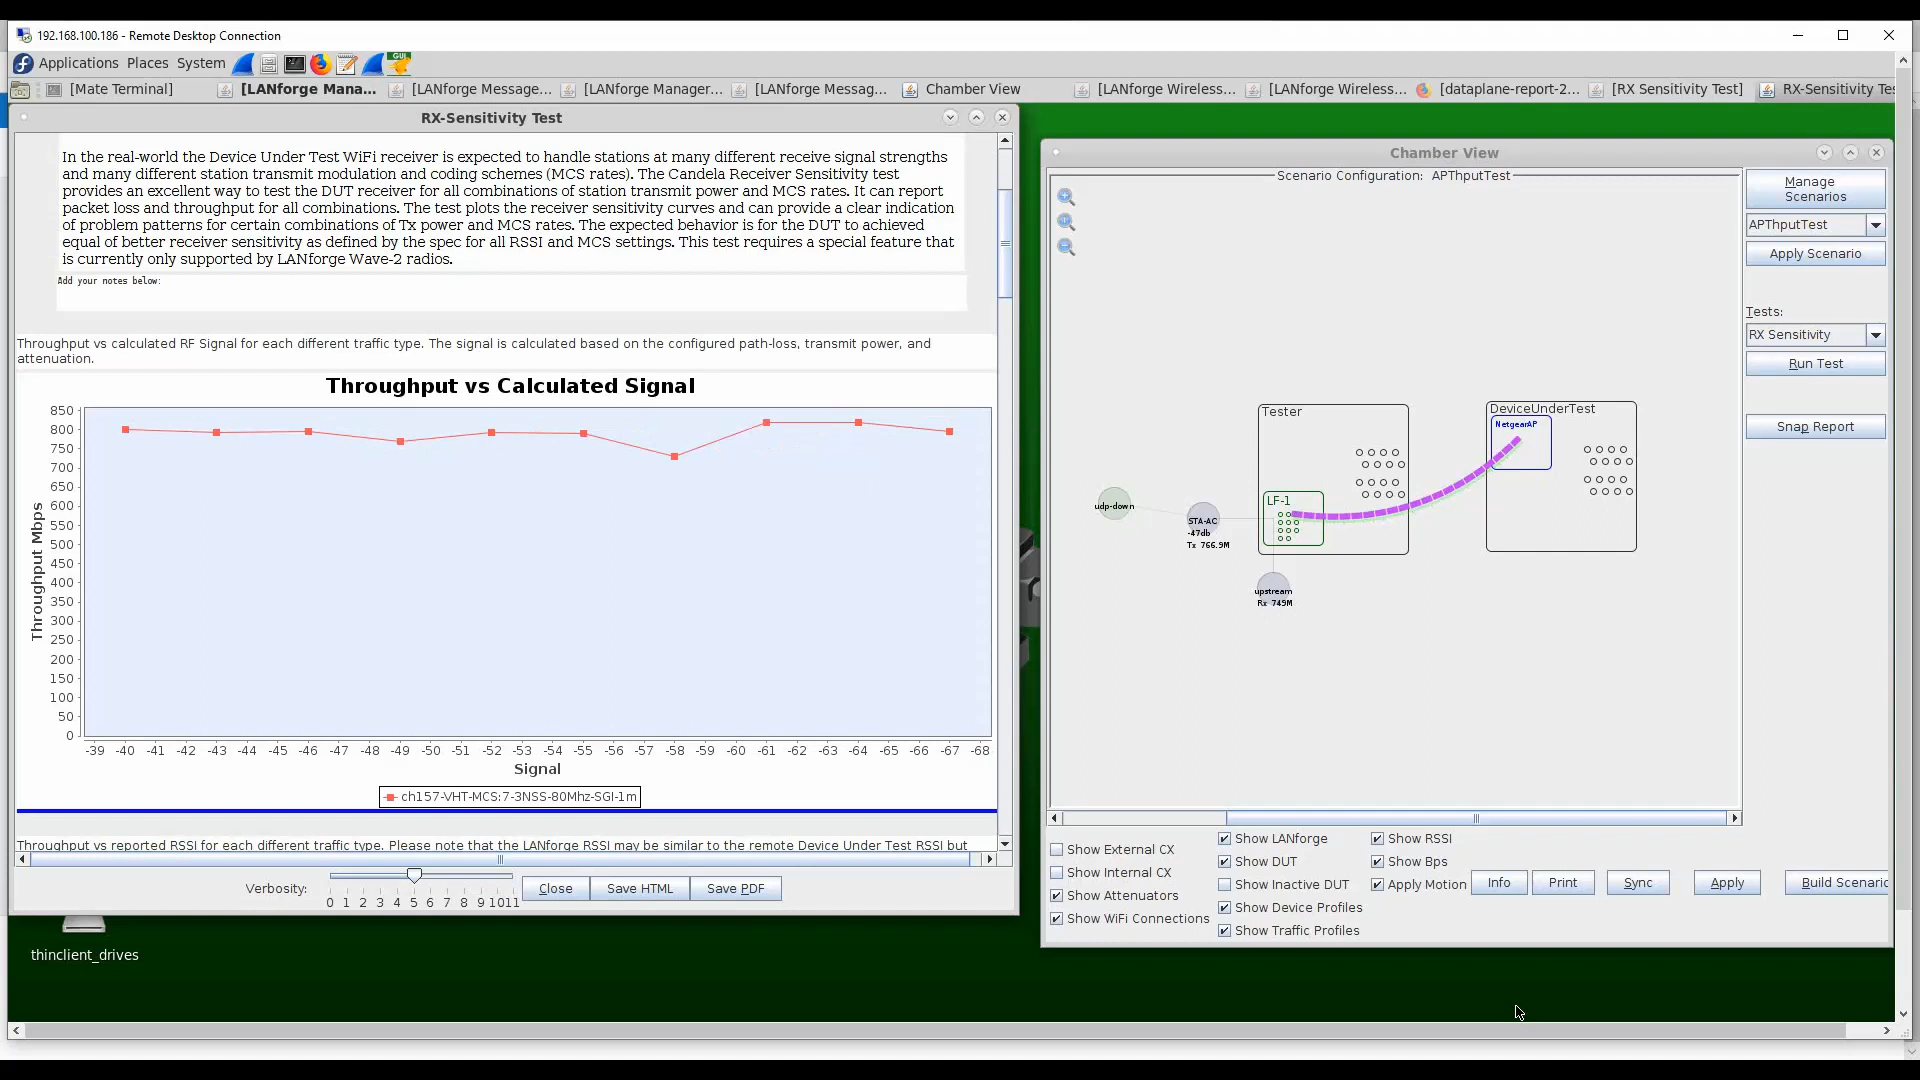 192.168.100.186 - Remote Desktop Connection
Applications Places System
[Mate Terminal]
[LANforge Mana...
[LANforge Message...
[LANforge Manager...
[LANforge Messag...
Chamber View
[LANforge Wireless...
[LANforge Wireless...
[dataplane-report-2...
[RX Sensitivity Test]
RX-Sensitivity Tes
RX-Sensitivity Test
In the real-world the Device Under Test WiFi receiver is expected to handle stations at many different receive signal strengths
and many different station transmit modulation and coding schemes (MCS rates). The Candela Receiver Sensitivity test
provides an excellent way to test the DUT receiver for all combinations of station transmit power and MCS rates. It can report
packet loss and throughput for all combinations. The test plots the receiver sensitivity curves and can provide a clear indication
of problem patterns for certain combinations of Tx power and MCS rates. The expected behavior is for the DUT to achieved
equal of better receiver sensitivity as defined by the spec for all RSSI and MCS settings. This test requires a special feature that
is currently only supported by LANforge Wave-2 radios.
Add your notes below:
Throughput vs calculated RF Signal for each different traffic type. The signal is calculated based on the configured path-loss, transmit power, and
attenuation.
Throughput vs Calculated Signal
Throughput Mbps
850
800
750
700
650
600
550
500
450
400
350
300
250
200
150
100
50
0
-39 -40 -41 -42 -43 -44 -45 -46 -47 -48 -49 -50 -51 -52 -53 -54 -55 -56 -57 -58 -59 -60 -61 -62 -63 -64 -65 -66 -67 -68
Signal
ch157-VHT-MCS:7-3NSS-80Mhz-SGI-1m
Throughput vs reported RSSI for each different traffic type. Please note that the LANforge RSSI may be similar to the remote Device Under Test RSSI but
Verbosity:
0 1 2 3 4 5 6 7 8 9 1011
Close
Save HTML
Save PDF
thinclient_drives
Chamber View
Scenario Configuration: APThputTest
Tester
LF-1
DeviceUnderTest
NetgearAP
udp-down
STA-AC
-47db
Tx 766.9M
upstream
Rx 749M
Manage
Scenarios
APThputTest
Apply Scenario
Tests:
RX Sensitivity
Run Test
Snap Report
Show External CX
Show Internal CX
Show Attenuators
Show WiFi Connections
Show LANforge
Show DUT
Show Inactive DUT
Show Device Profiles
Show Traffic Profiles
Show RSSI
Show Bps
Apply Motion
Info
Print
Sync
Apply
Build Scenario